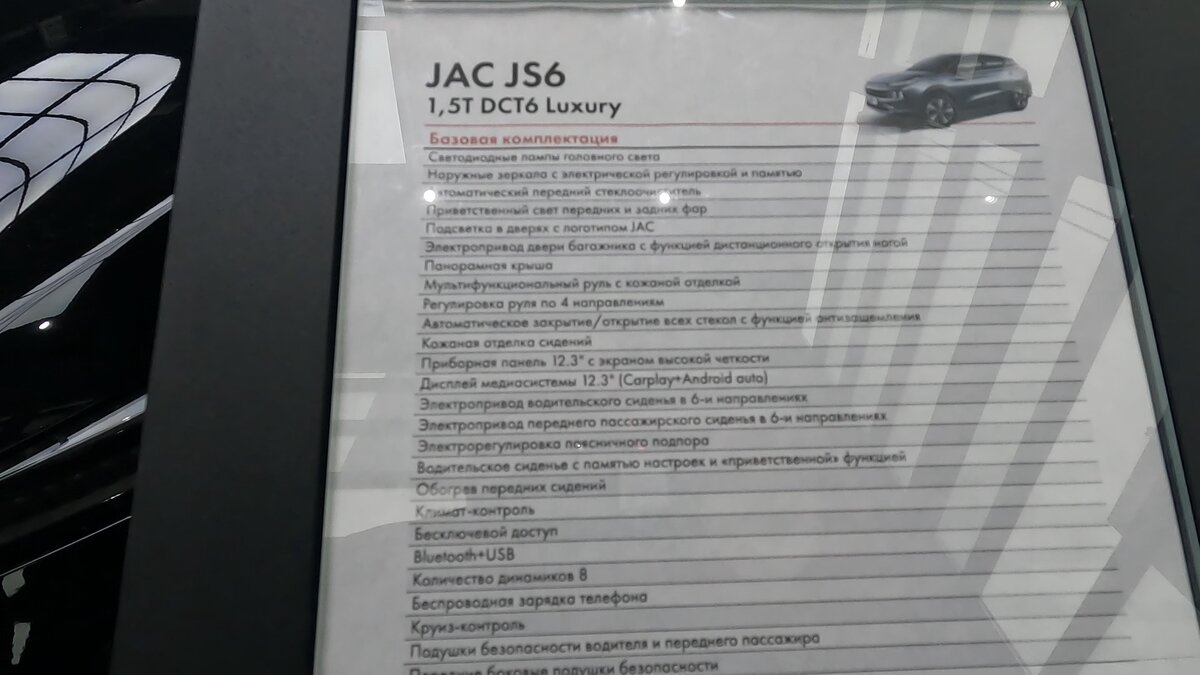 JAC JS6
1,5T DCT6 Luxury
Базовая комплектация
Светодиодные лампы головного света
Наружные зеркала с электрической регулировкой и памятью
Автоматический передний стеклоочиститель
Приветственный свет передних и задних фар
Подсветка в дверях с логотипом JAC
Электропривод двери багажника с функцией дистанционного открытия ногой
Панорамная крыша
Мультифункциональный руль с кожаной отделкой
Регулировка руля по 4 направлениям
Автоматическое закрытие/открытие всех стекол с функцией антизащемления
Кожаная отделка сидений
Приборная панель 12.3" с экраном высокой четкости
Дисплей медиасистемы 12.3" (Carplay+Android auto)
Электропривод водительского сиденья в 6-и направлениях
Электропривод переднего пассажирского сиденья в 6-и направлениях
Электрорегулировка поясничного подпора
Водительское сиденье с памятью настроек и «приветственной» функцией
Обогрев передних сидений
Климат-контроль
Бесключевой доступ
Bluetooth+USB
Количество динамиков 8
Беспроводная зарядка телефона
Круиз-контроль
Подушки безопасности водителя и переднего пассажира
Передние боковые подушки безопасности